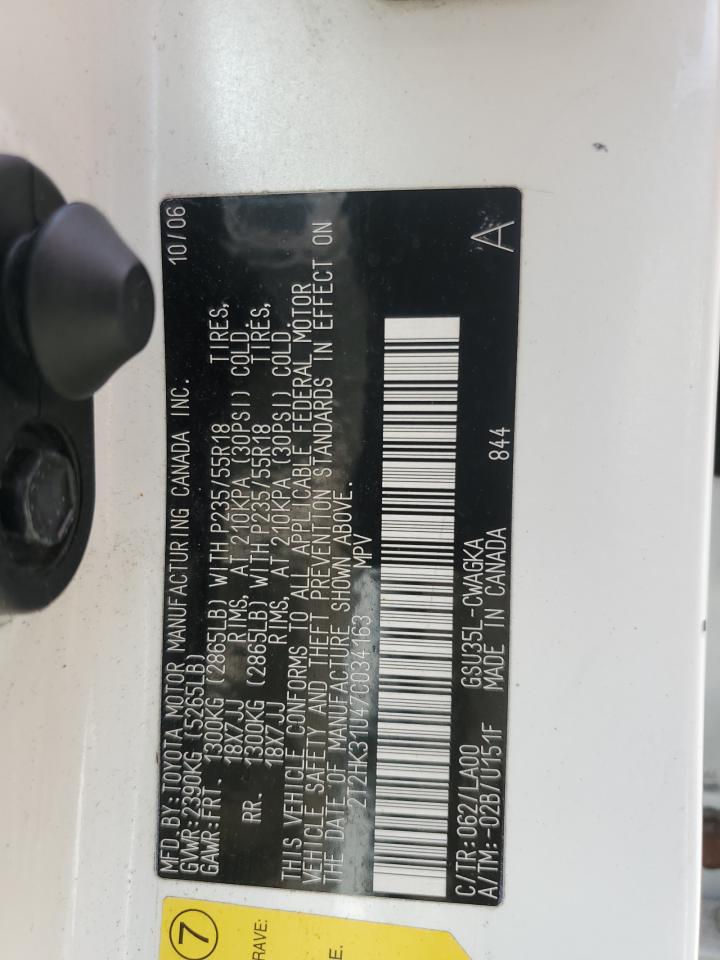 MFD.BY:TOYOTA MOTOR MANUFACTURING CANADA INC. 10/06
GVWR:2390KG(5265LB)
GAWR:FRT. 1300KG (2865LB) WITH P235/55R18 TIRES,
18X7JJ RIMS, AT 210KPA (30PSI) COLD.
RR. 1300KG (2865LB) WITH P235/55R18 TIRES,
18X7JJ RIMS, AT 210KPA (30PSI) COLD.
THIS VEHICLE CONFORMS TO ALL APPLICABLE FEDERAL MOTOR
VEHICLE SAFETY AND THEFT PREVENTION STANDARDS IN EFFECT ON
THE DATE OF MANUFACTURE SHOWN ABOVE.
2T2HK31U47C034163 MPV
C/TR:062/LA00 GSU35L-CWAGKA 844 A
A/TM:-02B/U151F MADE IN CANADA
7
RAVE:
E.